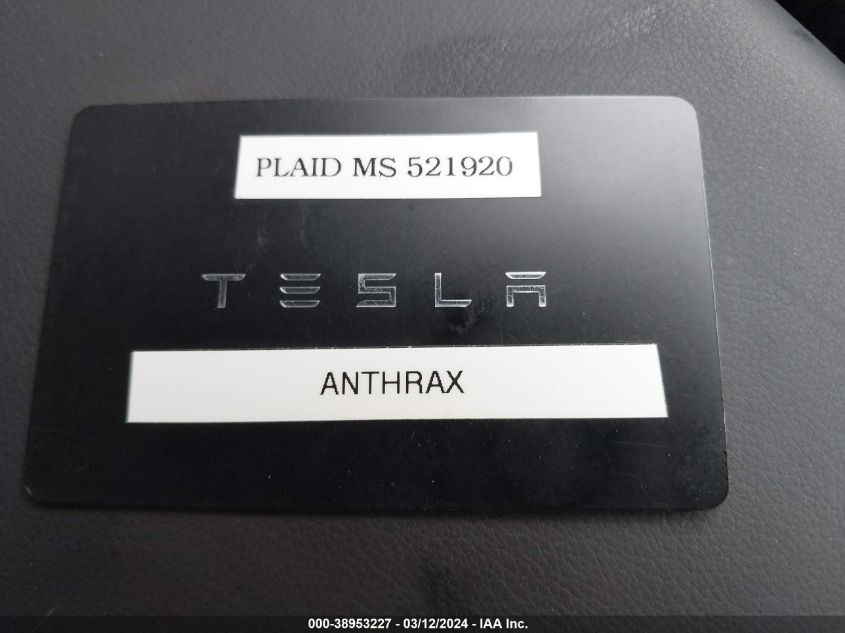 PLAID MS 521920
TESLA
ANTHRAX
000-38953227 - 03/12/2024 - IAA Inc.